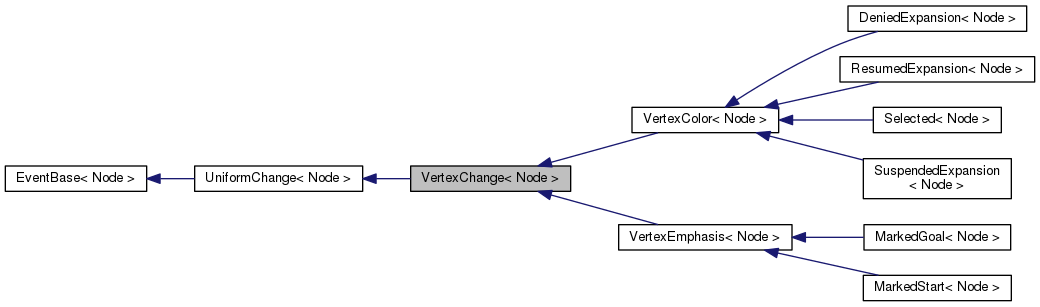 DeniedExpansion< Node >
ResumedExpansion< Node >
VertexColor< Node >
Selected< Node >
SuspendedExpansion
< Node >
EventBase< Node >
UniformChange< Node >
VertexChange< Node >
VertexEmphasis< Node >
MarkedGoal< Node >
MarkedStart< Node >